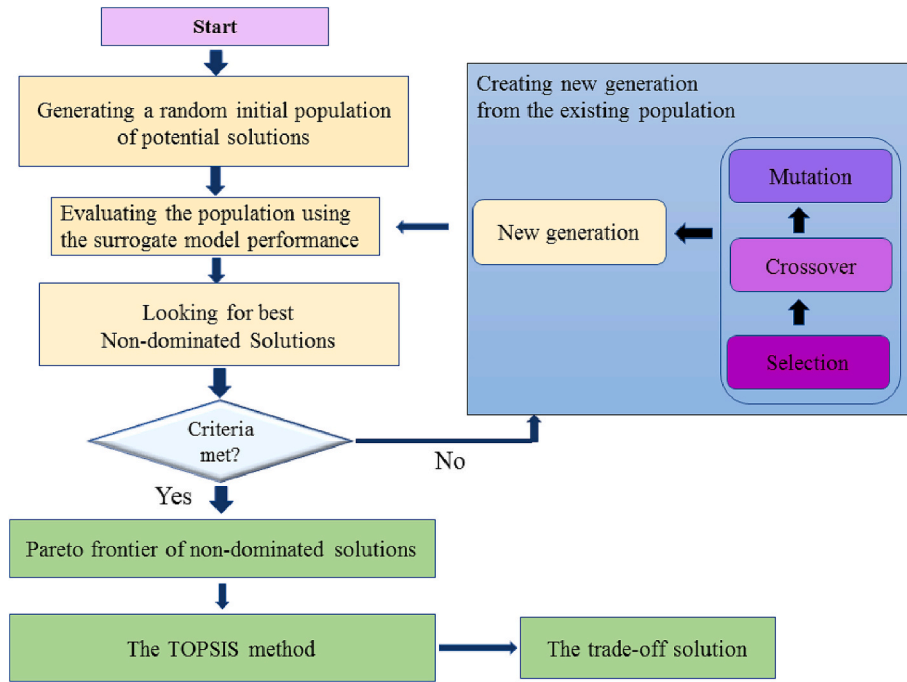 Start
Generating a random initial population
of potential solutions
Evaluating the population using
the surrogate model performance
Looking for best
Non-dominated Solutions
Criteria
met?
No
Yes
Creating new generation
from the existing population
Mutation
New generation
Crossover
Selection
Pareto frontier of non-dominated solutions
The TOPSIS method
The trade-off solution